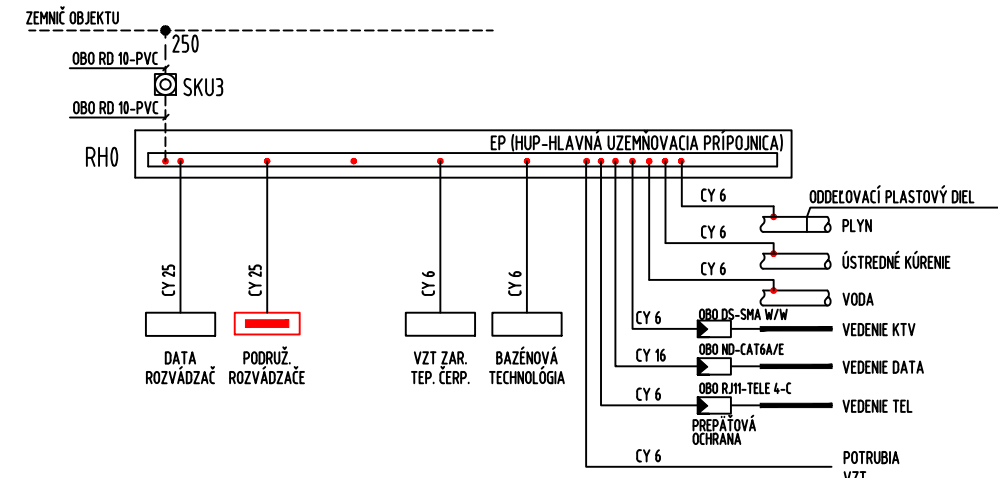 ZEMNIČ OBJEKTU
250
OBO RD 10-PVC
SKU3
OBO RD 10-PVC
EP (HUP-HLAVNÁ UZEMŇOVACIA PRÍPOJNICA)
RH0
CY 6
ODDEĽOVACÍ PLASTOVÝ DIEL
PLYN
CY 6
ÚSTREDNÉ KÚRENIE
CY 25
CY 25
CY 6
CY 6
CY 6
VODA
OBO DS-SMA W/W
CY 6
VEDENIE KTV
OBO ND-CAT6A/E
CY 16
VEDENIE DATA
DATA
ROZVÁDZAČ
PODRUŽ.
ROZVÁDZAČE
VZT ZAR.
TEP. ČERP.
BAZÉNOVÁ
TECHNOLÓGIA
OBO RJ11-TELE 4-C
CY 6
VEDENIE TEL
PREPÄŤOVÁ
OCHRANA
CY 6
POTRUBIA
VZT